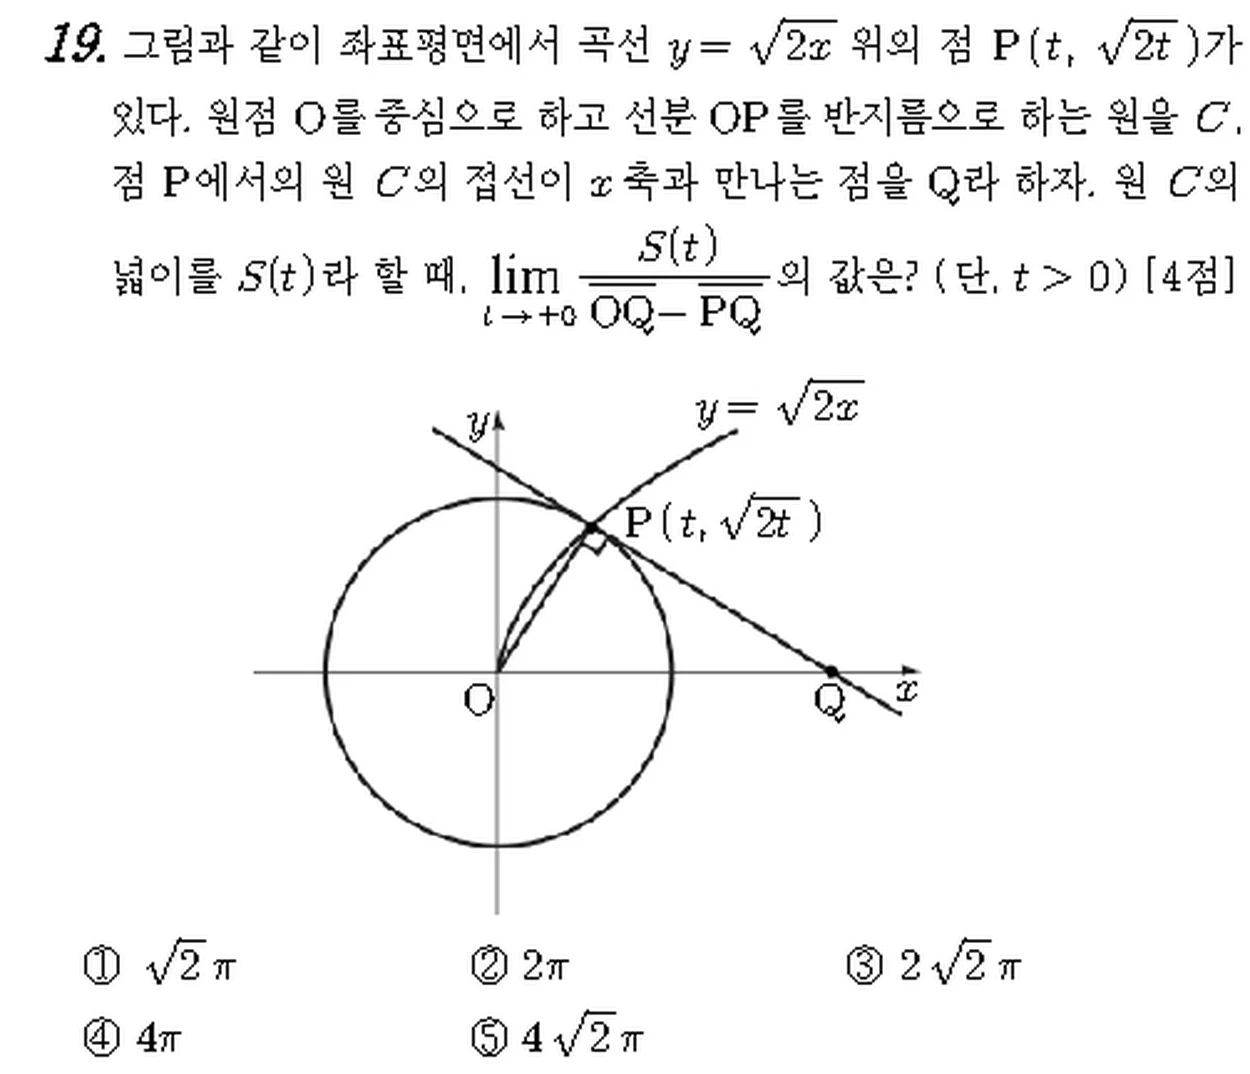 19. 그림과 같이 좌표평면에서 곡선 y = √(2x) 위의 점 P(t, √(2t))가
있다. 원점 O를 중심으로 하고 선분 OP를 반지름으로 하는 원을 C,
점 P에서의 원 C의 접선이 x축과 만나는 점을 Q라 하자. 원 C의
넓이를 S(t)라 할 때, lim t→+0 S(t) / (OQ − PQ) 의 값은? (단, t > 0) [4점]
y
y = √(2x)
P(t, √(2t))
O
Q
x
① √2 π ② 2π ③ 2√2 π
④ 4π ⑤ 4√2 π